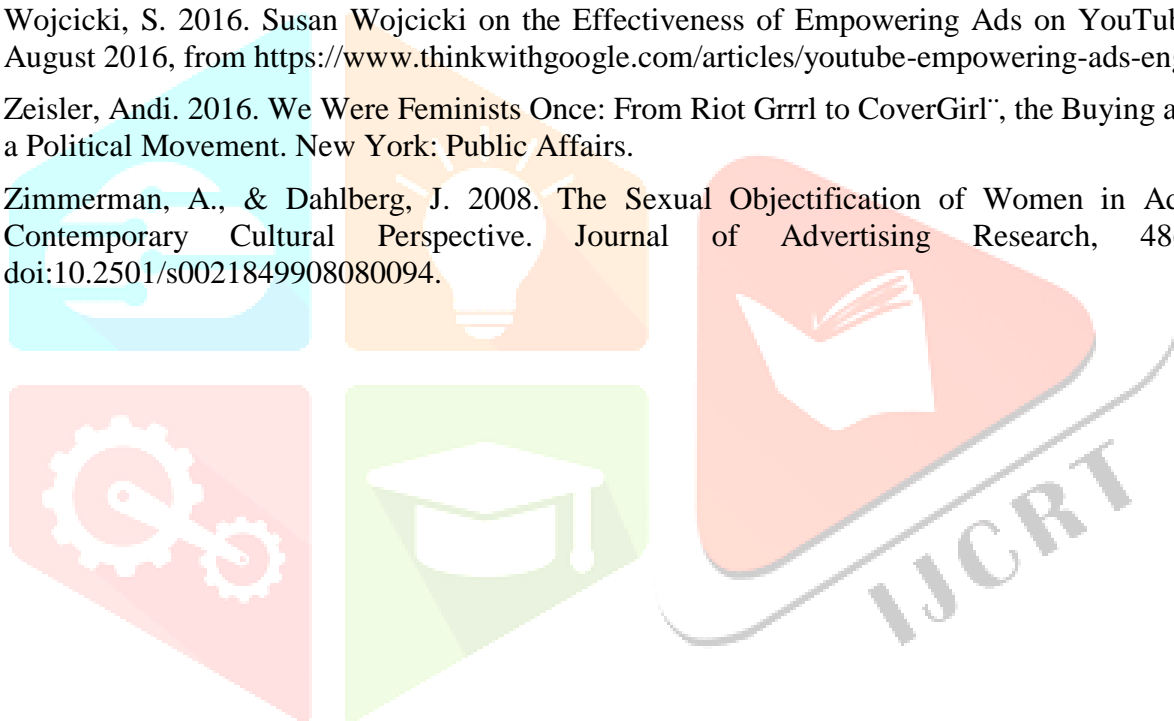 Wojcicki, S. 2016. Susan Wojcicki on the Effectiveness of Empowering Ads on
August 2016, from https://www.thinkwithgoogle.com/articles/youtube-empowering-ads-
Zeisler, Andi. 2016. We Were Feminists Once: From Riot Grrrl to CoverGirl¨, the Buying
a Political Movement. New York: Public Affairs.
Zimmerman, A., & Dahlberg, J. 2008. The Sexual Objectification of Women in
Contemporary Cultural Perspective. Journal of Advertising Research, 48
doi:10.2501/s0021849908080094.
IJCRT